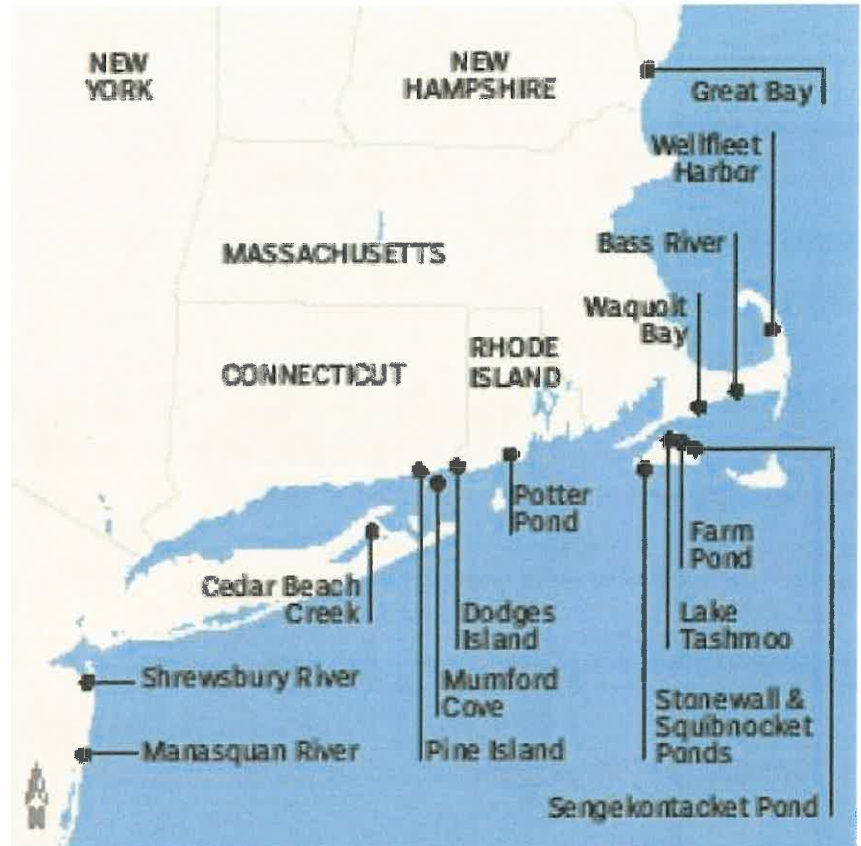 NEW
YORK
NEW
HAMPSHIRE
Great Bay
Wellfleet
Harbor
Bass River
MASSACHUSETTS
Waquoit
Bay
RHODE
ISLAND
CONNECTICUT
Potter
Pond
Farm
Pond
Cedar Beach
Creek
Dodges
Island
Lake
Tashmoo
Shrewsbury River
Mumford
Cove
Stonewall &
Squibnocket
Ponds
Manasquan River
Pine Island
Sengekontacket Pond
N